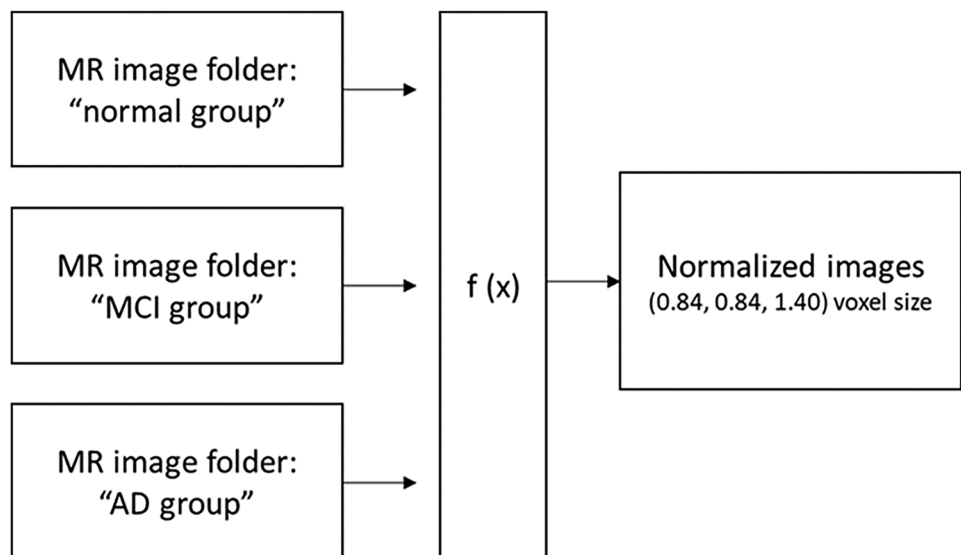 MR image folder:
“normal group”
MR image folder:
“MCI group”
MR image folder:
“AD group”
f (x)
Normalized images
(0.84, 0.84, 1.40) voxel size